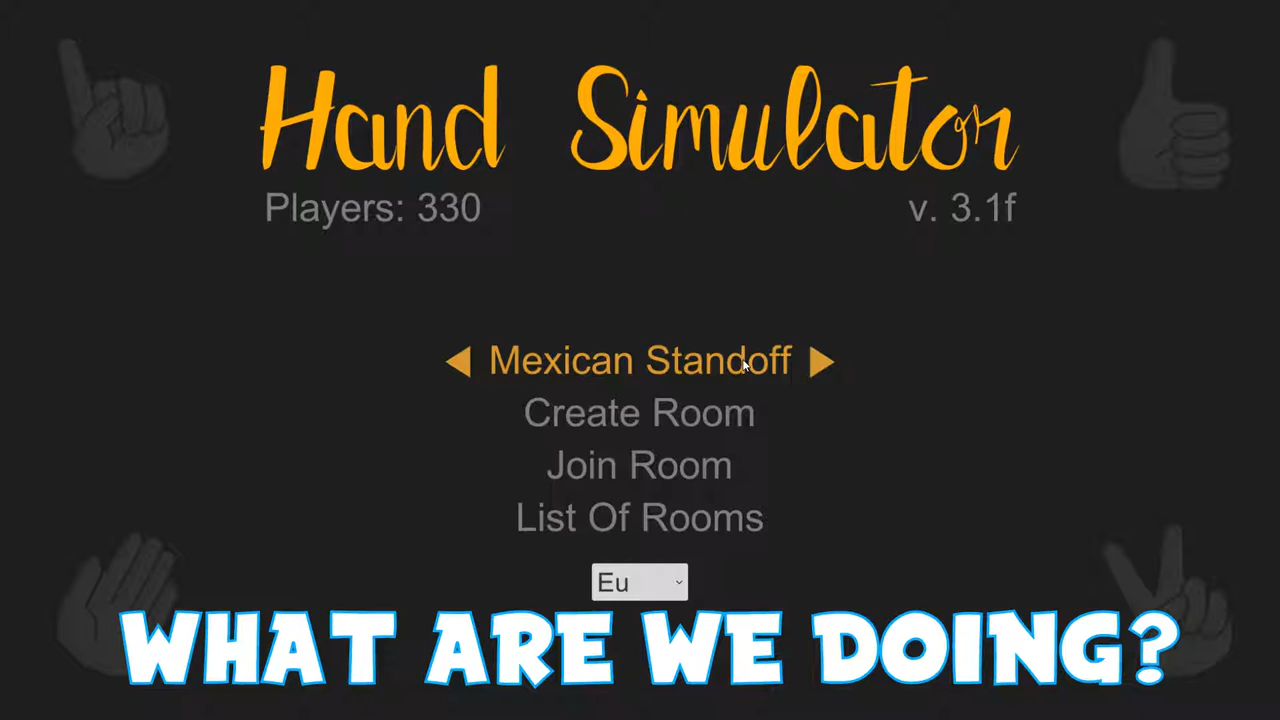 Hand Simulator
Players: 330
v. 3.1f
Mexican Standoff
Create Room
Join Room
List Of Rooms
Eu
WHAT ARE WE DOING?